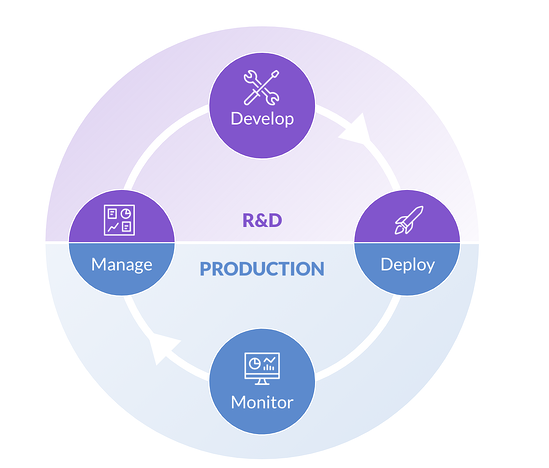 Develop
R&D
Manage
PRODUCTION
Deploy
Monitor